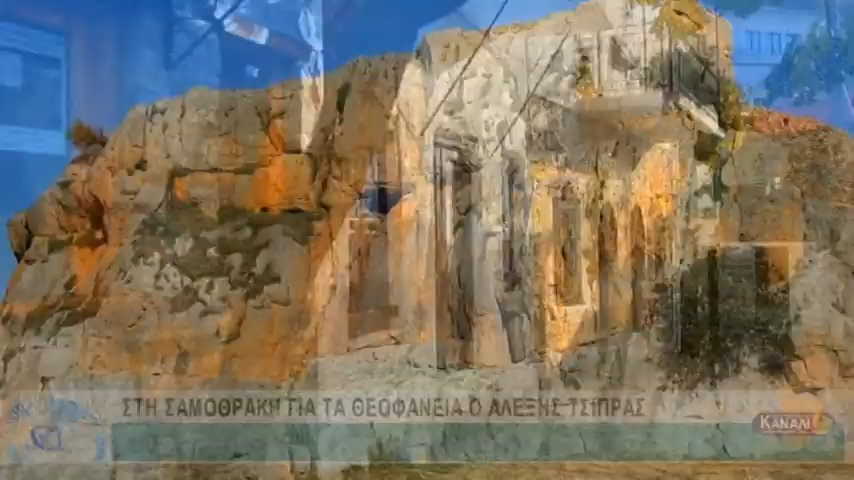 ΣΤΗ ΣΑΜΟΘΡΑΚΗ ΓΙΑ ΤΑ ΘΕΟΦΑΝΕΙΑ Ο ΑΛΕΞΗΣ ΤΣΙΠΡΑΣ
ΚΑΝΑΛΙ